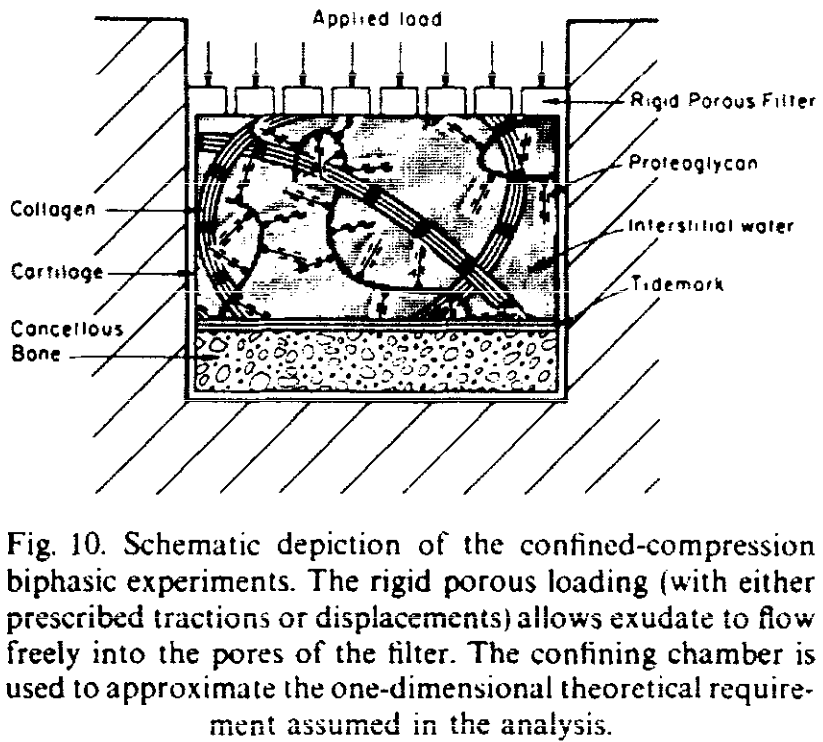 Applied load
Rigid Porous Filter
Proteoglycan
Collagen
Interstitial water
Cartilage
Tidemark
Cancellous
Bone
Fig. 10. Schematic depiction of the confined-compression
biphasic experiments. The rigid porous loading (with either
prescribed tractions or displacements) allows exudate to flow
freely into the pores of the filter. The confining chamber is
used to approximate the one-dimensional theoretical require-
ment assumed in the analysis.